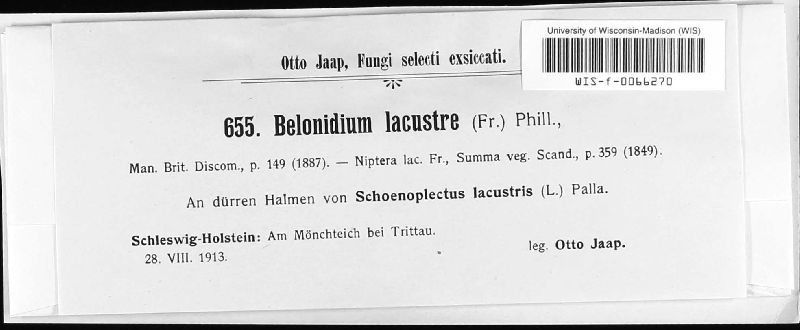 University of Wisconsin-Madison (WIS)
WIS-f-0066270
Otto Jaap, Fungi selecti exsiccati.
655. Belonidium lacustre (Fr.) Phill.,
Man. Brit. Discom., p. 149 (1887). — Niptera lac. Fr., Summa veg. Scand., p. 359 (1849).
An dürren Halmen von Schoenoplectus lacustris (L.) Palla.
Schleswig-Holstein: Am Mönchteich bei Trittau.
28. VIII. 1913.
leg. Otto Jaap.